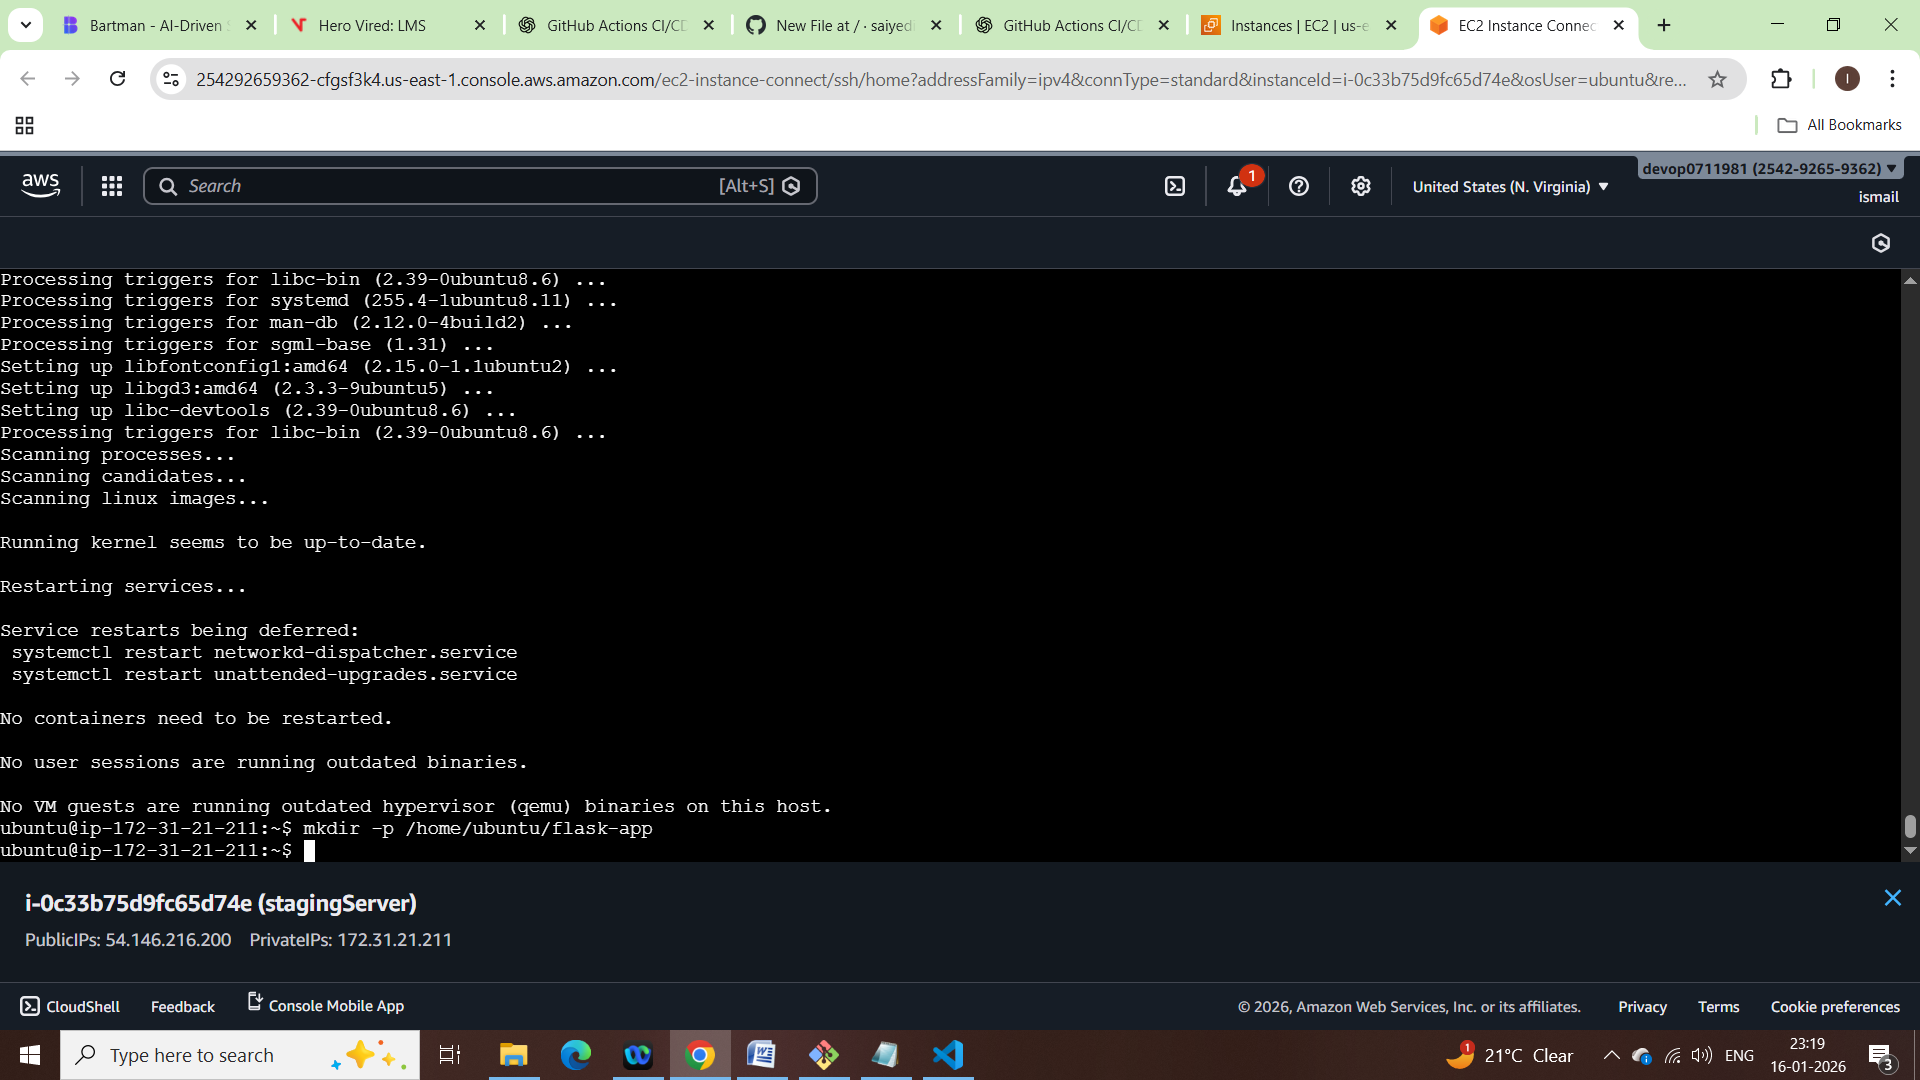 Bartman - AI-Driven S
Hero Vired: LMS
GitHub Actions CI/CD
New File at / · saiyedi
GitHub Actions CI/CD
Instances | EC2 | us-e
EC2 Instance Connec
254292659362-cfgsf3k4.us-east-1.console.aws.amazon.com/ec2-instance-connect/ssh/home?addressFamily=ipv4&connType=standard&instanceId=i-0c33b75d9fc65d74e&osUser=ubuntu&re...
I
All Bookmarks
aws
Search
[Alt+S]
1
United States (N. Virginia)
devop0711981 (2542-9265-9362)
ismail
Processing triggers for libc-bin (2.39-0ubuntu8.6) ...
Processing triggers for systemd (255.4-1ubuntu8.11) ...
Processing triggers for man-db (2.12.0-4build2) ...
Processing triggers for sgml-base (1.31) ...
Setting up libfontconfig1:amd64 (2.15.0-1.1ubuntu2) ...
Setting up libgd3:amd64 (2.3.3-9ubuntu5) ...
Setting up libc-devtools (2.39-0ubuntu8.6) ...
Processing triggers for libc-bin (2.39-0ubuntu8.6) ...
Scanning processes...
Scanning candidates...
Scanning linux images...
Running kernel seems to be up-to-date.
Restarting services...
Service restarts being deferred:
systemctl restart networkd-dispatcher.service
systemctl restart unattended-upgrades.service
No containers need to be restarted.
No user sessions are running outdated binaries.
No VM guests are running outdated hypervisor (qemu) binaries on this host.
ubuntu@ip-172-31-21-211:~$ mkdir -p /home/ubuntu/flask-app
ubuntu@ip-172-31-21-211:~$
i-0c33b75d9fc65d74e (stagingServer)
PublicIPs: 54.146.216.200 PrivateIPs: 172.31.21.211
CloudShell
Feedback
Console Mobile App
© 2026, Amazon Web Services, Inc. or its affiliates.
Privacy
Terms
Cookie preferences
Type here to search
1
21°C Clear
ENG
23:19
16-01-2026
3